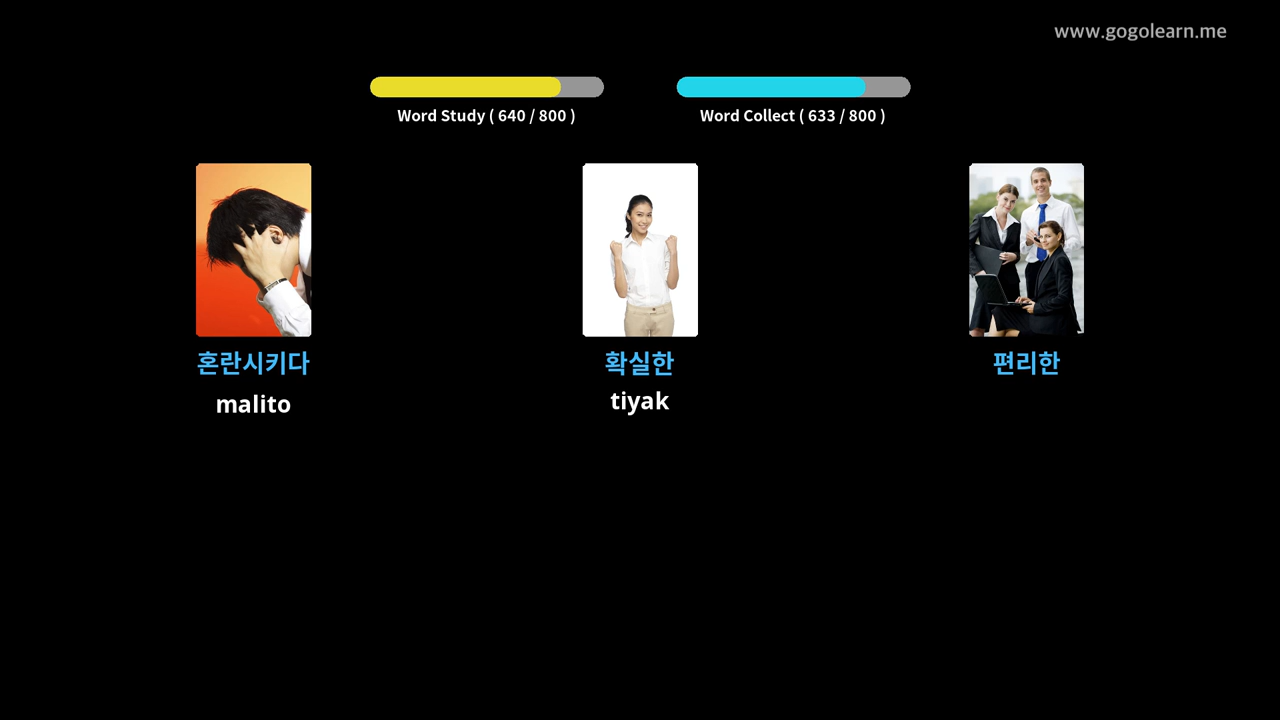 www.gogolearn.me
Word Study ( 640 / 800 )
Word Collect ( 633 / 800 )
혼란시키다
malito
확실한
tiyak
편리한